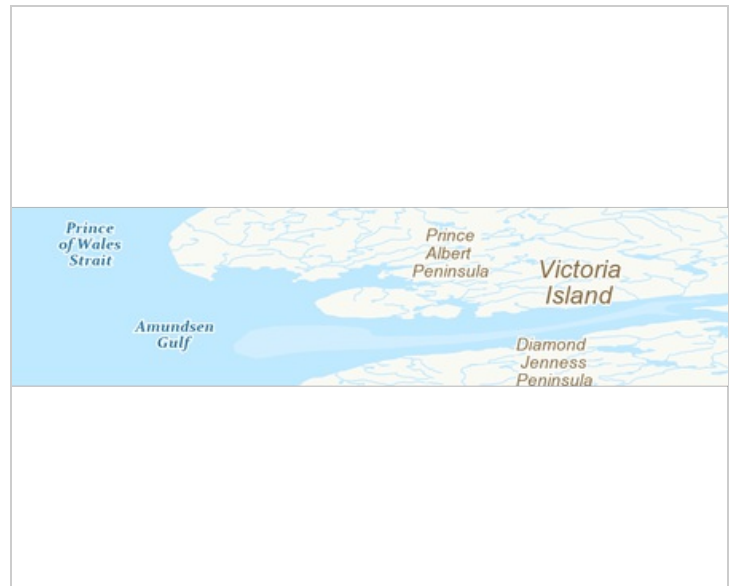 Prince
of Wales
Strait
Prince
Albert
Peninsula
Victoria
Island
Amundsen
Gulf
Diamond
Jenness
Peninsula